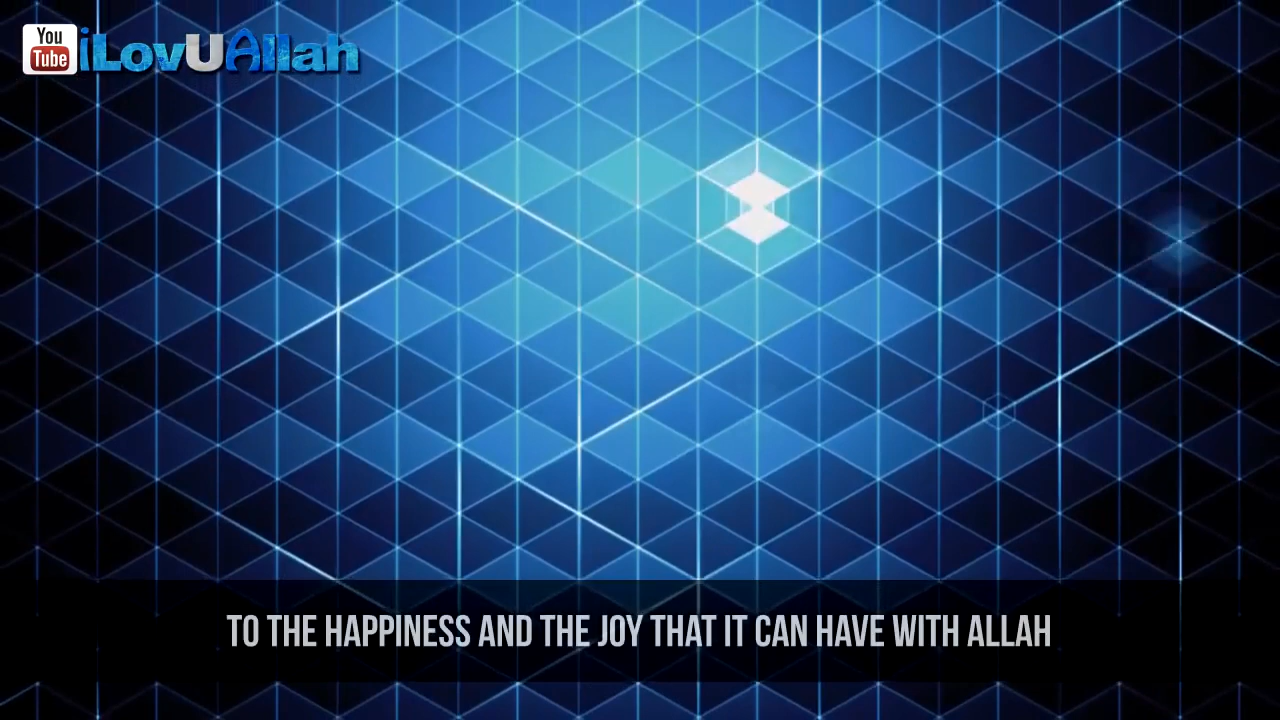 You
Tube
iLovUAllah
TO THE HAPPINESS AND THE JOY THAT IT CAN HAVE WITH ALLAH